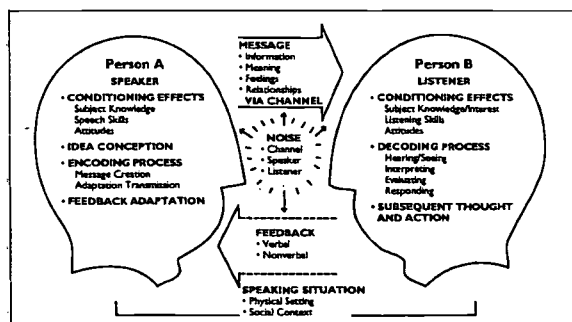 Person A
SPEAKER
• CONDITIONING EFFECTS
Subject Knowledge
Speech Skills
Attitudes
• IDEA CONCEPTION
• ENCODING PROCESS
Message Creation
Adaptation Transmission
• FEEDBACK ADAPTATION
MESSAGE
• Information
• Meaning
• Feelings
• Relationships
VIA CHANNEL
NOISE
• Channel
• Speaker
• Listener
FEEDBACK
• Verbal
• Nonverbal
SPEAKING SITUATION
• Physical Setting
• Social Context
Person B
LISTENER
• CONDITIONING EFFECTS
Subject Knowledge/Interest
Listening Skills
Attitudes
• DECODING PROCESS
Hearing/Seeing
Interpreting
Evaluating
Responding
• SUBSEQUENT THOUGHT
AND ACTION